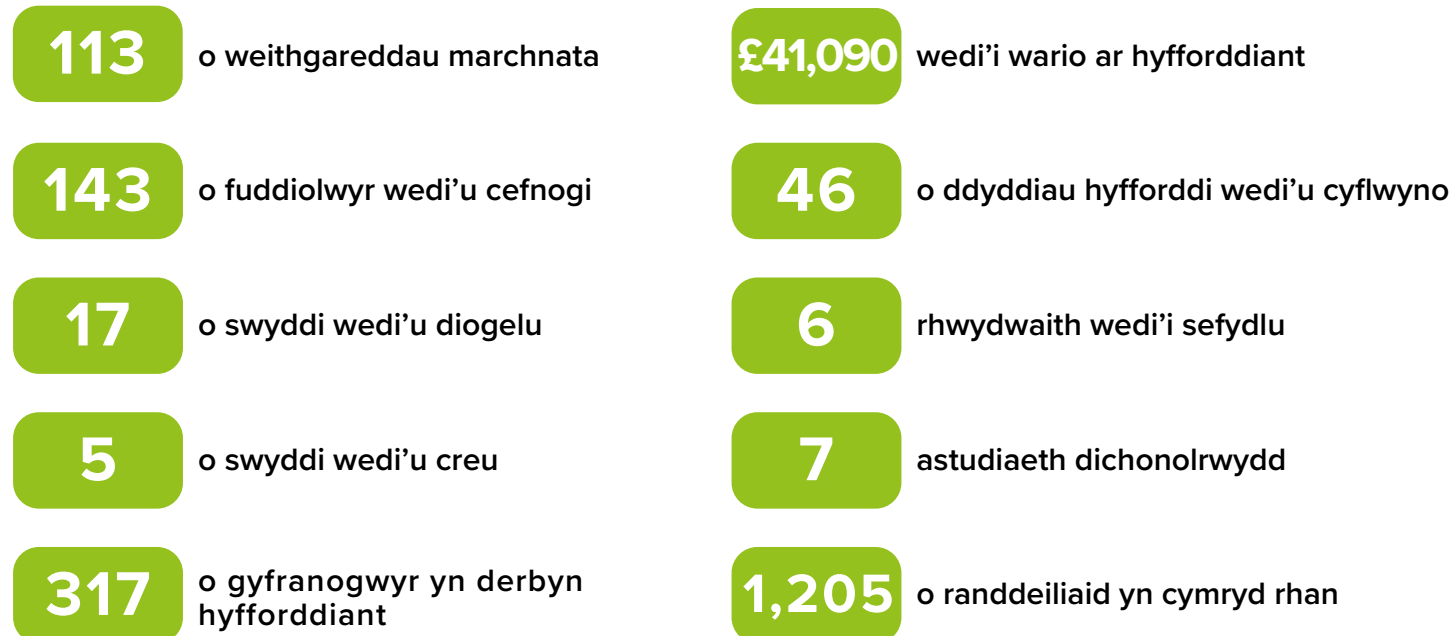 113 o weithgareddau marchnata
143 o fuddiolwyr wedi’u cefnogi
17 o swyddi wedi’u diogelu
5 o swyddi wedi’u creu
317 o gyfranogwyr yn derbyn
hyfforddiant
£41,090 wedi’i wario ar hyfforddiant
46 o ddyddiau hyfforddi wedi’u cyflwyno
6 rhwydwaith wedi’i sefydlu
7 astudiaeth dichonolrwydd
1,205 o randdeiliaid yn cymryd rhan